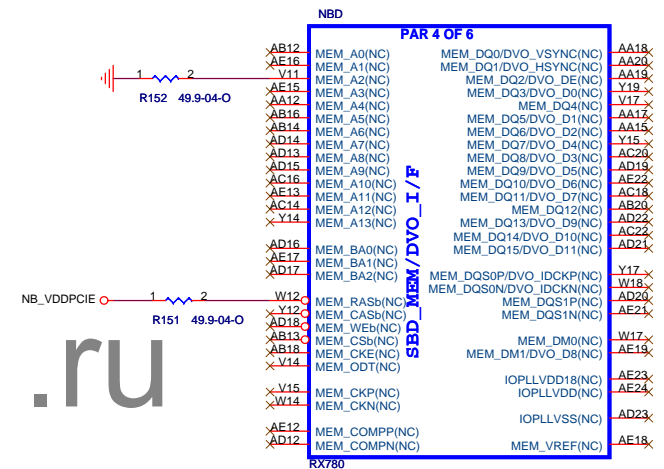 NBD
PAR 4 OF 6
AB12 MEM_A0(NC) MEM_DQ0/DVO_VSYNC(NC) AA18
AE16 MEM_A1(NC) MEM_DQ1/DVO_HSYNC(NC) AA20
1 2 V11 MEM_A2(NC) MEM_DQ2/DVO_DE(NC) AA19
AE15 MEM_A3(NC) MEM_DQ3/DVO_D0(NC) Y19
R152 49.9-04-O AA12 MEM_A4(NC) MEM_DQ4(NC) V17
AB16 MEM_A5(NC) MEM_DQ5/DVO_D1(NC) AA17
AB14 MEM_A6(NC) MEM_DQ6/DVO_D2(NC) AA15
AD14 MEM_A7(NC) MEM_DQ7/DVO_D4(NC) Y15
AD13 MEM_A8(NC) MEM_DQ8/DVO_D3(NC) AC20
AD15 MEM_A9(NC) MEM_DQ9/DVO_D5(NC) AD19
AC16 MEM_A10(NC) MEM_DQ10/DVO_D6(NC) AE22
AE13 MEM_A11(NC) MEM_DQ11/DVO_D7(NC) AC18
AC14 MEM_A12(NC) MEM_DQ12(NC) AB20
Y14 MEM_A13(NC) MEM_DQ13/DVO_D9(NC) AD22
MEM_DQ14/DVO_D10(NC) AC22
AD16 MEM_BA0(NC) MEM_DQ15/DVO_D11(NC) AD21
AE17 MEM_BA1(NC)
AD17 MEM_BA2(NC) MEM_DQS0P/DVO_IDCKP(NC) Y17
MEM_DQS0N/DVO_IDCKN(NC) W18
NB_VDDPCIE 1 2 W12 MEM_RASb(NC) MEM_DQS1P(NC) AD20
Y12 MEM_CASb(NC) MEM_DQS1N(NC) AE21
R151 49.9-04-O AD18 MEM_WEb(NC)
AB13 MEM_CSb(NC) MEM_DM0(NC) W17
AB18 MEM_CKE(NC) MEM_DM1/DVO_D8(NC) AE19
V14 MEM_ODT(NC)
SBD_MEM/DVO_I/F
IOPLLVDD18(NC) AE23
V15 MEM_CKP(NC) IOPLLVDD(NC) AE24
W14 MEM_CKN(NC)
IOPLLVSS(NC) AD23
AE12 MEM_COMPP(NC)
AD12 MEM_COMPN(NC) MEM_VREF(NC) AE18
RX780
.ru